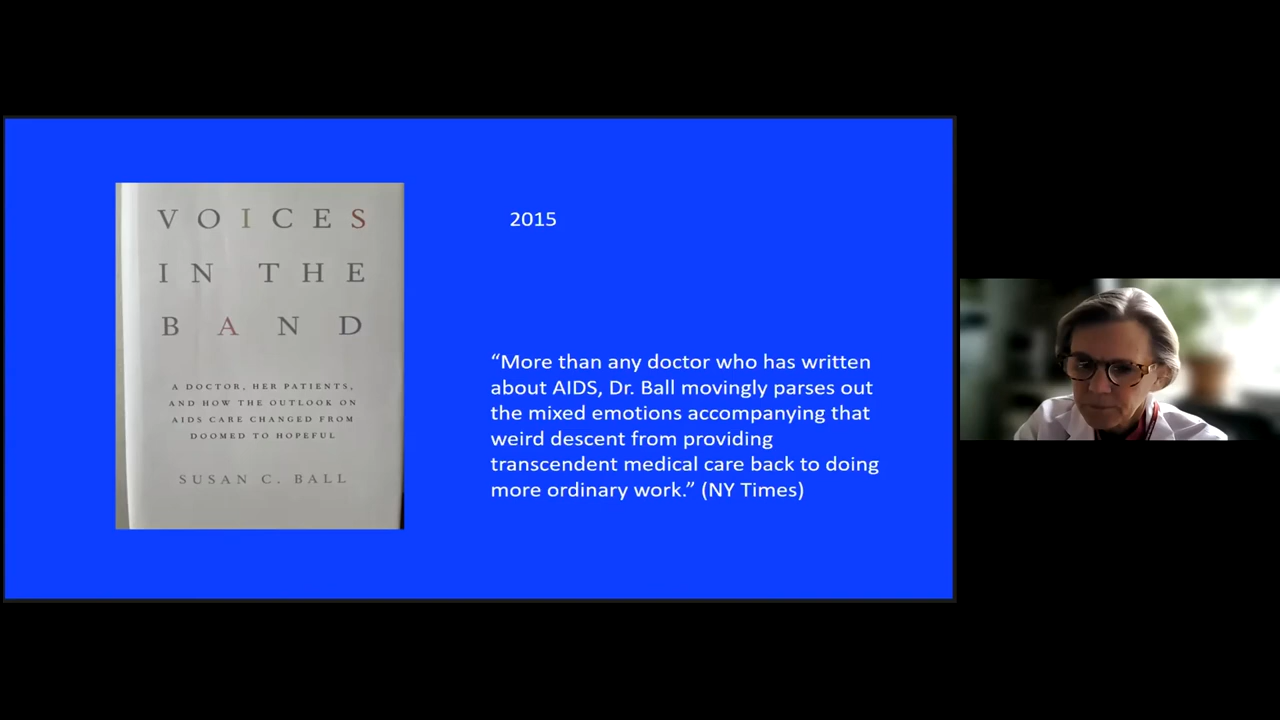 VOICES
IN THE
BAND
A DOCTOR, HER PATIENTS,
AND HOW THE OUTLOOK ON
AIDS CARE CHANGED FROM
DOOMED TO HOPEFUL
SUSAN C. BALL
2015
“More than any doctor who has written
about AIDS, Dr. Ball movingly parses out
the mixed emotions accompanying that
weird descent from providing
transcendent medical care back to doing
more ordinary work.” (NY Times)